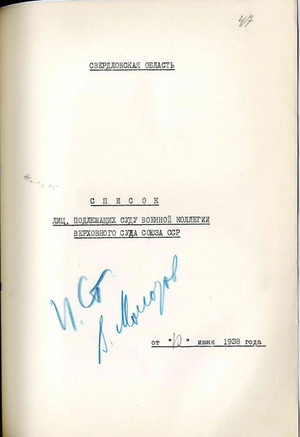 47
СВЕРДЛОВСКАЯ ОБЛАСТЬ
СПИСОК
ЛИЦ, ПОДЛЕЖАЩИХ СУДУ ВОЕННОЙ КОЛЛЕГИИ
ВЕРХОВНОГО СУДА СОЮЗА ССР
И. Ст
В. Молотов
от "10" июня 1938 года